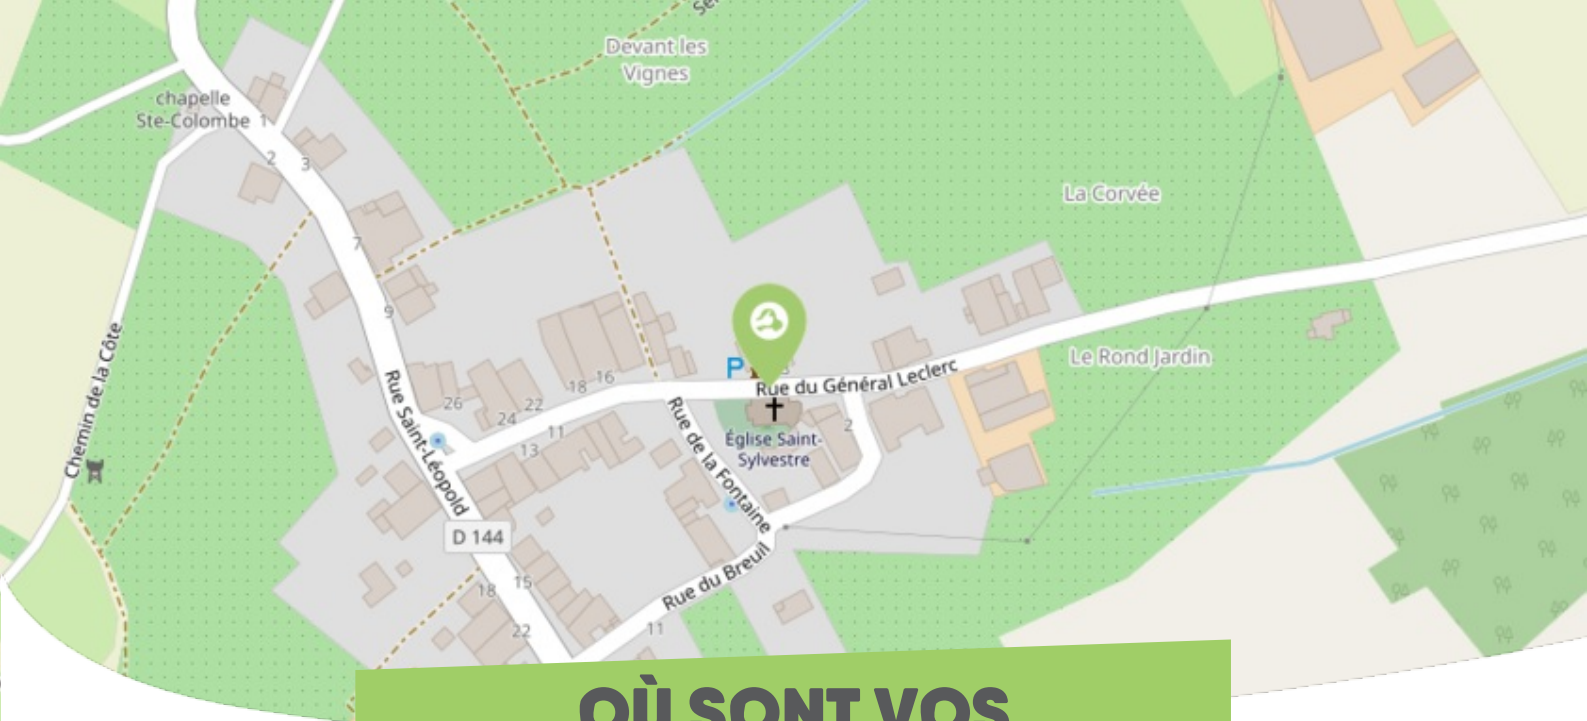 Devant les
Vignes
chapelle
Ste-Colombe
1
2
3
La Corvée
7
9
Chemin de la Côte
Rue Saint-Léopold
P
Rue du Général Leclerc
Le Rond Jardin
18
16
26
24
22
13
11
2
Rue de la Fontaine
Église Saint-
Sylvestre
D 144
18
15
22
Rue du Breuil
11
OÙ SONT VOS